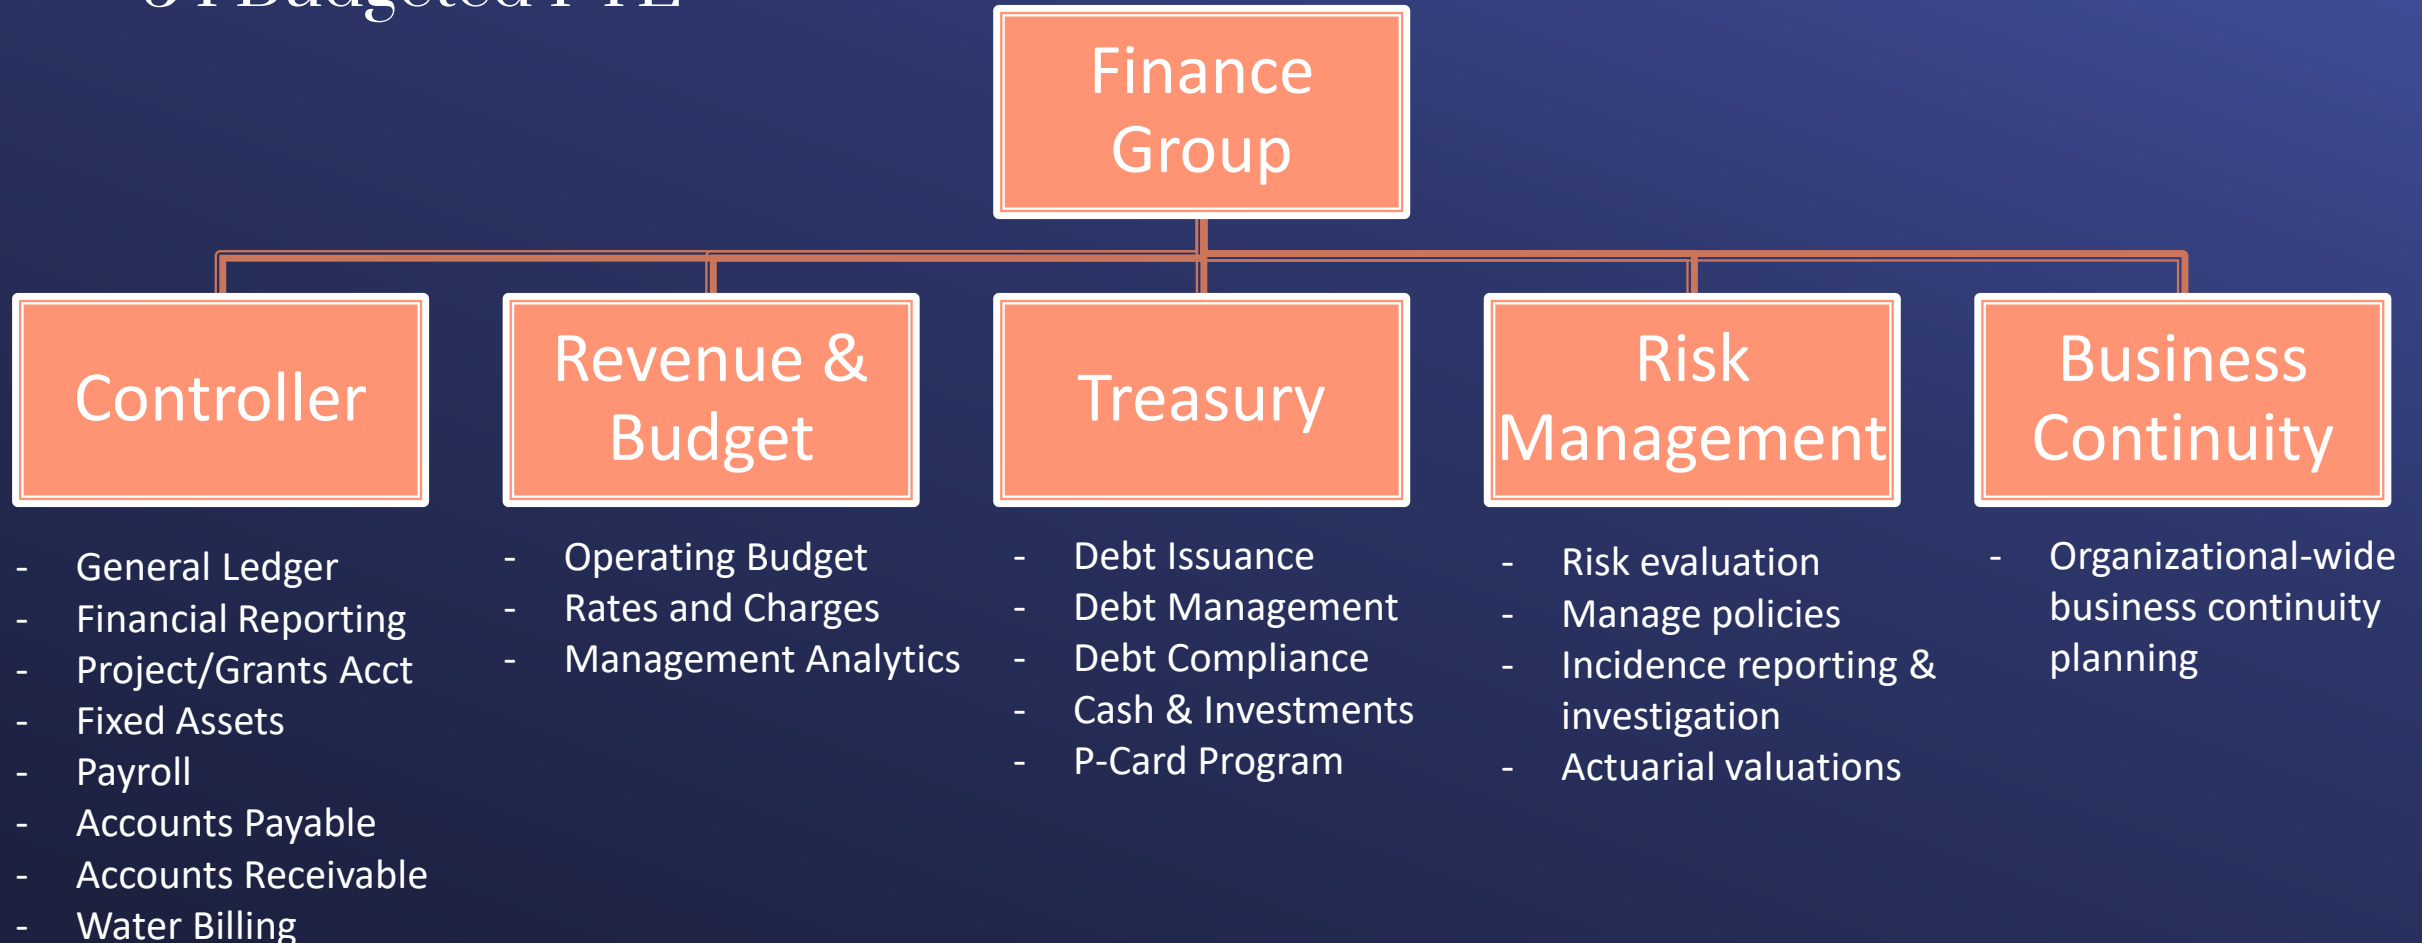 Budgeted FTE
Finance
Group
Controller
Revenue &
Budget
Treasury
Risk
Management
Business
Continuity
- General Ledger
- Financial Reporting
- Project/Grants Acct
- Fixed Assets
- Payroll
- Accounts Payable
- Accounts Receivable
- Water Billing
- Operating Budget
- Rates and Charges
- Management Analytics
- Debt Issuance
- Debt Management
- Debt Compliance
- Cash & Investments
- P-Card Program
- Risk evaluation
- Manage policies
- Incidence reporting &
investigation
- Actuarial valuations
- Organizational-wide
business continuity
planning